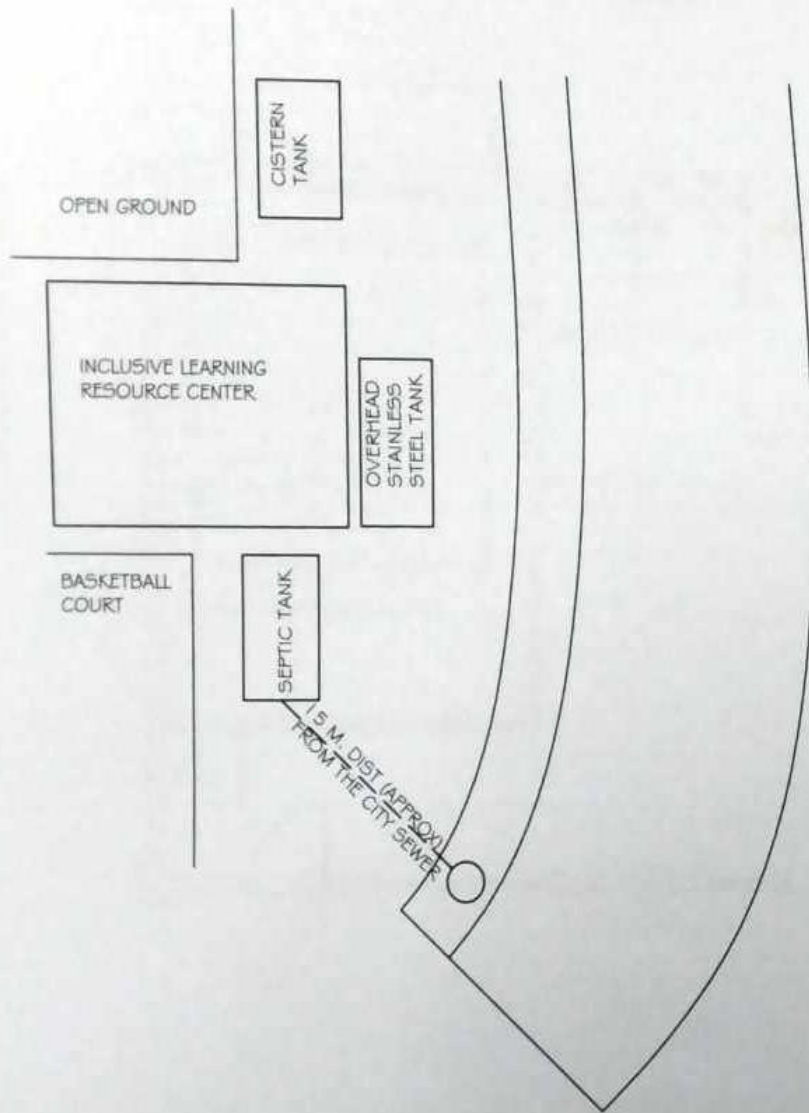 CISTERN
TANK
OPEN GROUND
INCLUSIVE LEARNING
RESOURCE CENTER
OVERHEAD
STAINLESS
STEEL TANK
BASKETBALL
COURT
SEPTIC TANK
15 M. DIST (APPROX)
FROM THE CITY SEWER